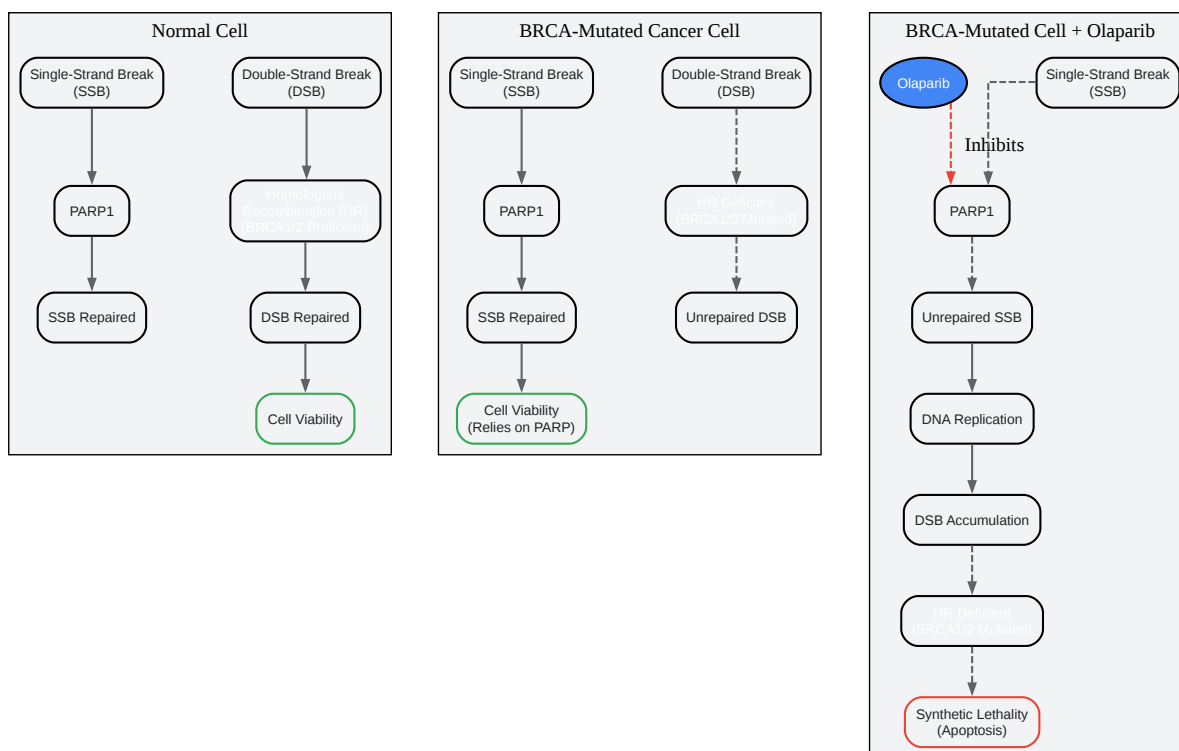 Normal Cell
Single-Strand Break
(SSB)
Double-Strand Break
(DSB)
PARP1
Homologous
Recombination (HR)
(BRCA1/2 Proficient)
SSB Repaired
DSB Repaired
Cell Viability
BRCA-Mutated Cancer Cell
Single-Strand Break
(SSB)
Double-Strand Break
(DSB)
PARP1
HR Deficient
(BRCA1/2 Mutated)
SSB Repaired
Unrepaired DSB
Cell Viability
(Relies on PARP)
BRCA-Mutated Cell + Olaparib
Olaparib
Single-Strand Break
(SSB)
Inhibits
PARP1
Unrepaired SSB
DNA Replication
DSB Accumulation
HR Deficient
(BRCA1/2 Mutated)
Synthetic Lethality
(Apoptosis)